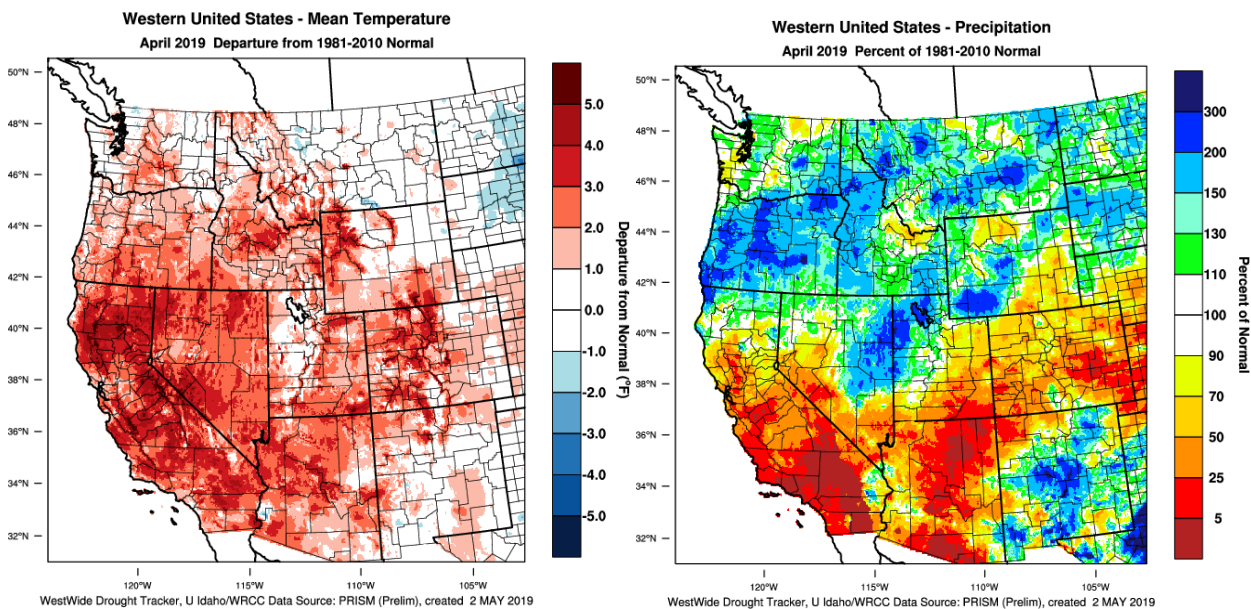 Western United States - Mean Temperature
April 2019 Departure from 1981-2010 Normal
50°N
48°N
46°N
44°N
42°N
40°N
38°N
36°N
34°N
32°N
120°W
115°W
110°W
105°W
5.0
4.0
3.0
2.0
1.0
0.0
-1.0
-2.0
-3.0
-4.0
-5.0
Departure from Normal (°F)
WestWide Drought Tracker, U Idaho/WRCC Data Source: PRISM (Prelim), created 2 MAY 2019
Western United States - Precipitation
April 2019 Percent of 1981-2010 Normal
50°N
48°N
46°N
44°N
42°N
40°N
38°N
36°N
34°N
32°N
120°W
115°W
110°W
105°W
300
200
150
130
110
100
90
70
50
25
5
Percent of Normal
WestWide Drought Tracker, U Idaho/WRCC Data Source: PRISM (Prelim), created 2 MAY 2019